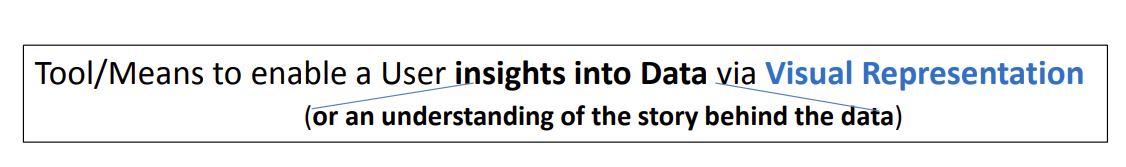 Tool/Means to enable a User insights into Data via Visual Representation
(or an understanding of the story behind the data)